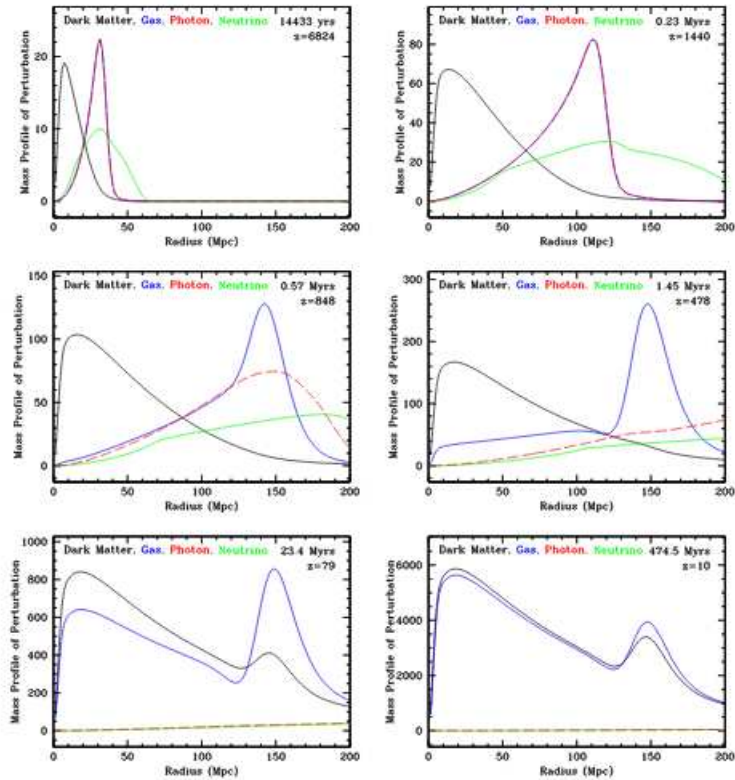 Dark Matter, Gas, Photon, Neutrino 14433 yrs
z=6824
Mass Profile of Perturbation
20
10
0
0 50 100 150 200
Radius (Mpc)
Dark Matter, Gas, Photon, Neutrino 0.23 Myrs
z=1440
Mass Profile of Perturbation
80
60
40
20
0
0 50 100 150 200
Radius (Mpc)
Dark Matter, Gas, Photon, Neutrino 0.57 Myrs
z=848
Mass Profile of Perturbation
150
100
50
0
0 50 100 150 200
Radius (Mpc)
Dark Matter, Gas, Photon, Neutrino 1.45 Myrs
z=478
Mass Profile of Perturbation
300
200
100
0
0 50 100 150 200
Radius (Mpc)
Dark Matter, Gas, Photon, Neutrino 23.4 Myrs
z=79
Mass Profile of Perturbation
1000
800
600
400
200
0
0 50 100 150 200
Radius (Mpc)
Dark Matter, Gas, Photon, Neutrino 474.5 Myrs
z=10
Mass Profile of Perturbation
6000
4000
2000
0
0 50 100 150 200
Radius (Mpc)